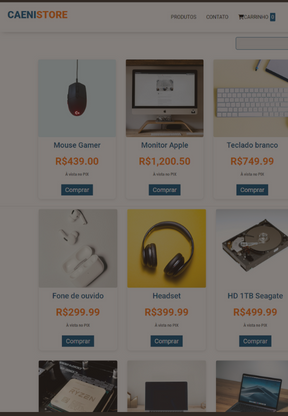 CAENISTORE
PRODUTOS CONTATO CARRINHO 0
Mouse Gamer
Monitor Apple
Teclado branco
R$439.00
R$1,200.50
R$749.99
À vista no PIX
À vista no PIX
À vista no PIX
Comprar
Comprar
Comprar
Fone de ouvido
Headset
HD 1TB Seagate
R$299.99
R$399.99
R$499.99
À vista no PIX
À vista no PIX
À vista no PIX
Comprar
Comprar
Comprar
RYZEN